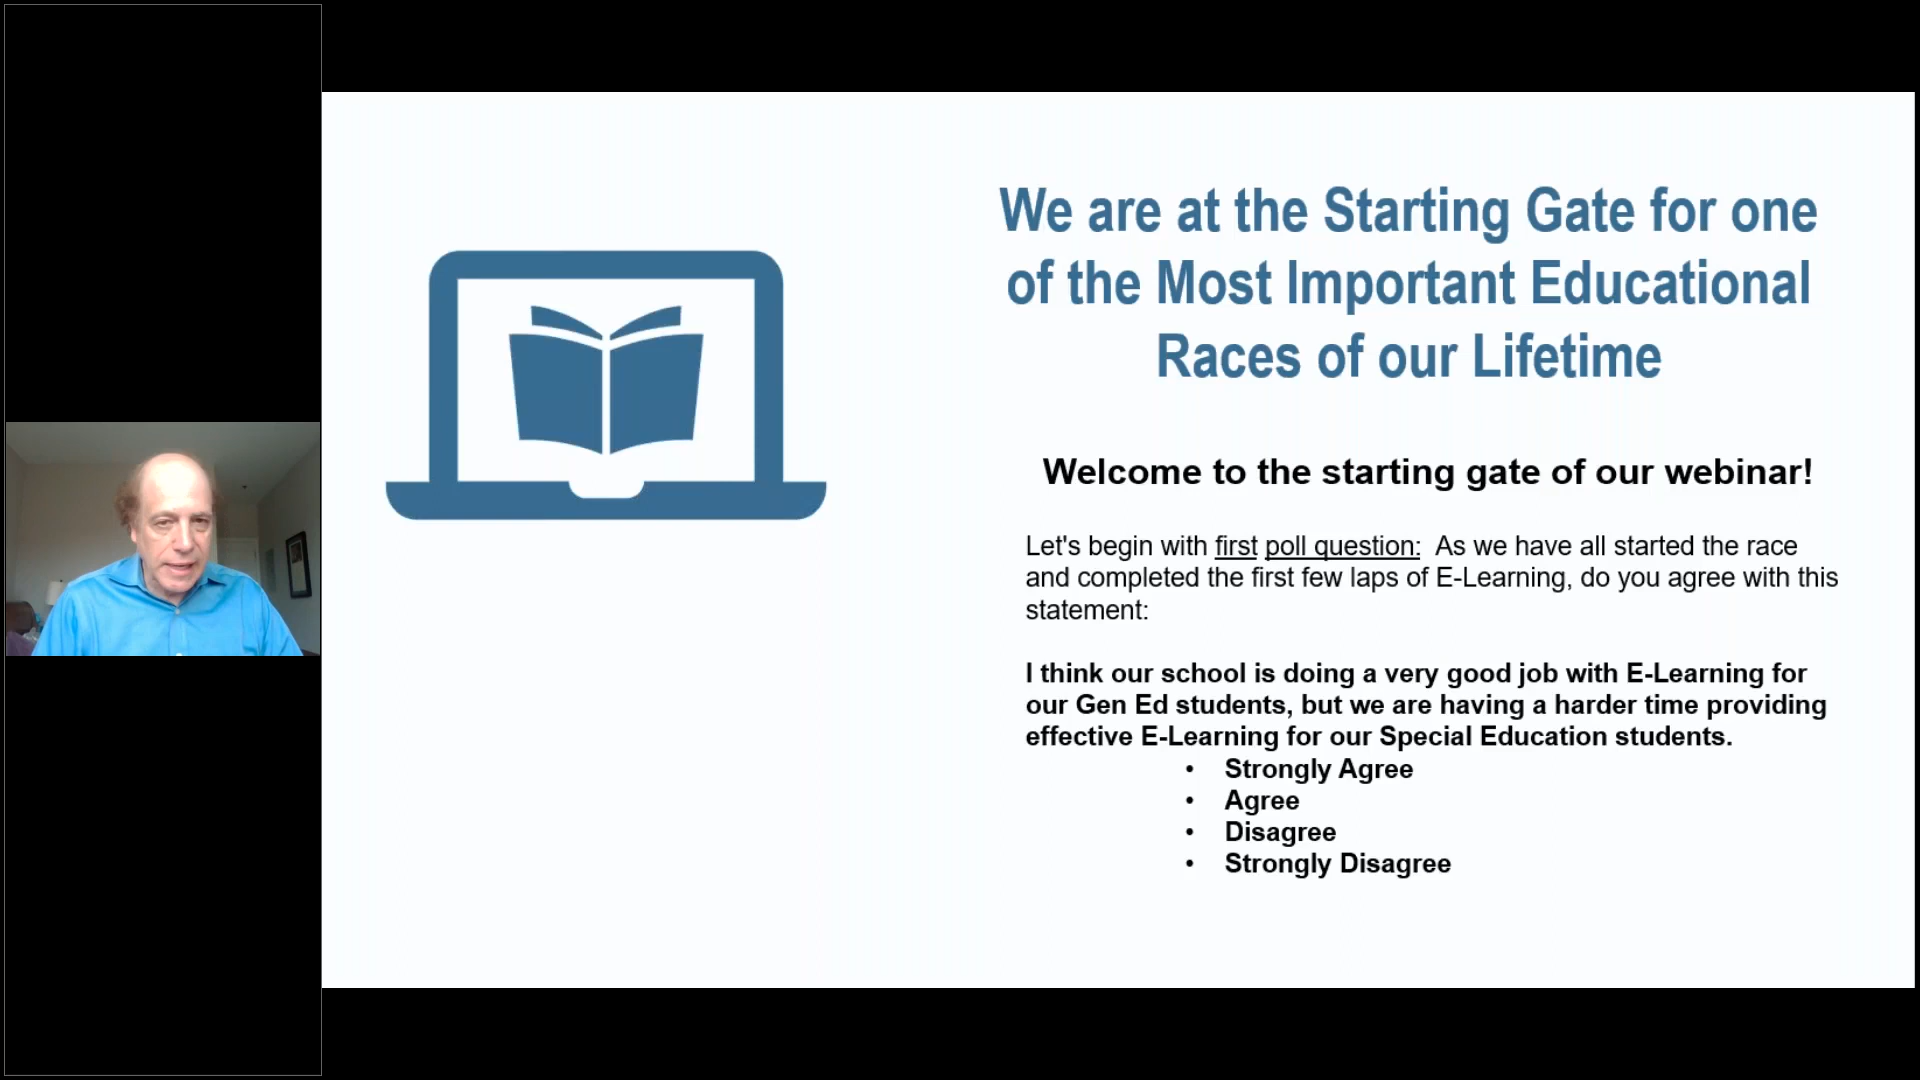 We are at the Starting Gate for one
of the Most Important Educational
Races of our Lifetime
Welcome to the starting gate of our webinar!
Let's begin with first poll question:  As we have all started the race
and completed the first few laps of E-Learning, do you agree with this
statement:
I think our school is doing a very good job with E-Learning for
our Gen Ed students, but we are having a harder time providing
effective E-Learning for our Special Education students.
• Strongly Agree
• Agree
• Disagree
• Strongly Disagree